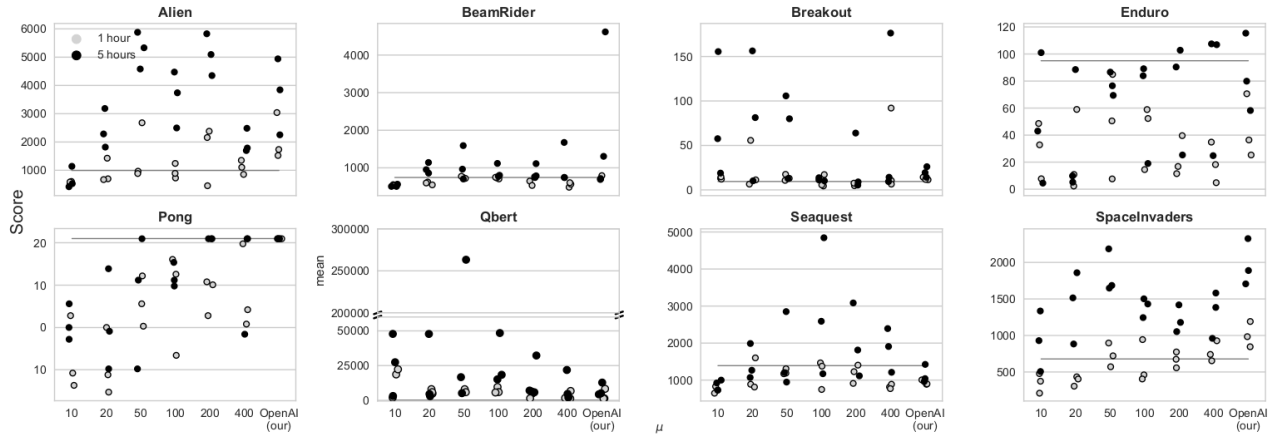 Alien
BeamRider
Breakout
Enduro
6000
5000
4000
3000
2000
1000
1 hour
5 hours
4000
3000
2000
1000
150
100
50
0
120
100
80
60
40
20
0
Score
Pong
Qbert
Seaquest
SpaceInvaders
20
10
0
10
mean
300000
250000
200000
50000
25000
0
5000
4000
3000
2000
1000
2000
1500
1000
500
10 20 50 100 200 400 OpenAI
(our)
10 20 50 100 200 400 OpenAI
(our)
10 20 50 100 200 400 OpenAI
(our)
10 20 50 100 200 400 OpenAI
(our)
μ